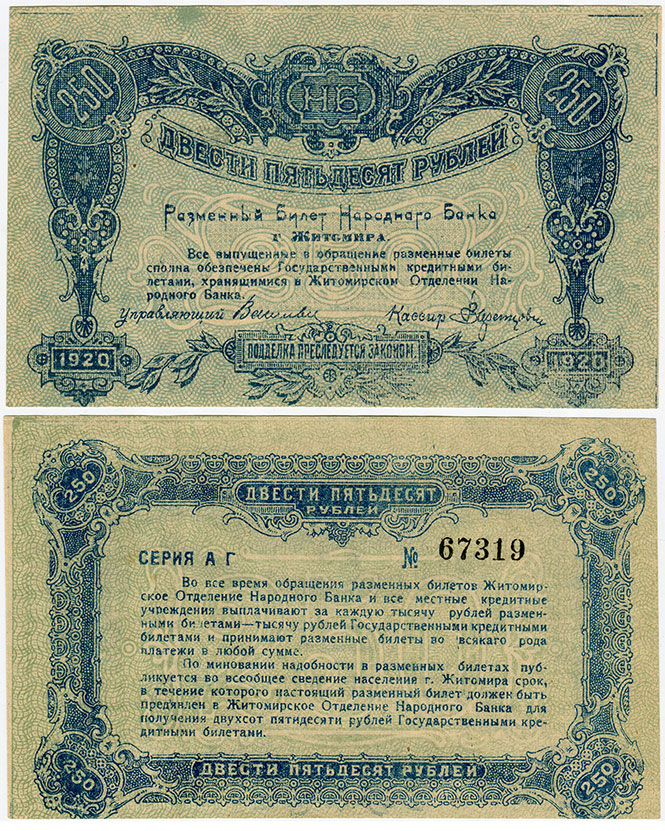 250
НБ
250
ДВЕСТИ ПЯТЬДЕСЯТ РУБЛЕЙ
Разменный Билет Народнаго Банка
г. Житомира.
Все выпущенные в обращение разменные билеты
сполна обеспечены Государственными кредитными би-
летами, хранящимися в Житомирском Отделении На-
родного Банка.
Управляющий
Кассир
1920
ПОДДЕЛКА ПРЕСЛЕДУЕТСЯ ЗАКОНОМ.
1920
250
250
ДВЕСТИ ПЯТЬДЕСЯТ
РУБЛЕЙ
СЕРИЯ А Г № 67319
Во все время обращения разменных билетов Житомир-
ское Отделение Народного Банка и все местные кредитные
учреждения выплачивают за каждую тысячу рублей размен-
ными билетами—тысячу рублей Государственными кредитными
билетами и принимают разменные билеты во всякаго рода
платежи в любой сумме.
По миновании надобности в разменных билетах пуб-
ликуется во всеобщее сведение населения г. Житомира срок,
в течение которого настоящий разменный билет должен быть
предъявлен в Житомирское Отделение Народного Банка для
получения двухсот пятидесяти рублей Государственными кре-
дитными билетами.
250
ДВЕСТИ ПЯТЬДЕСЯТ РУБЛЕЙ
250